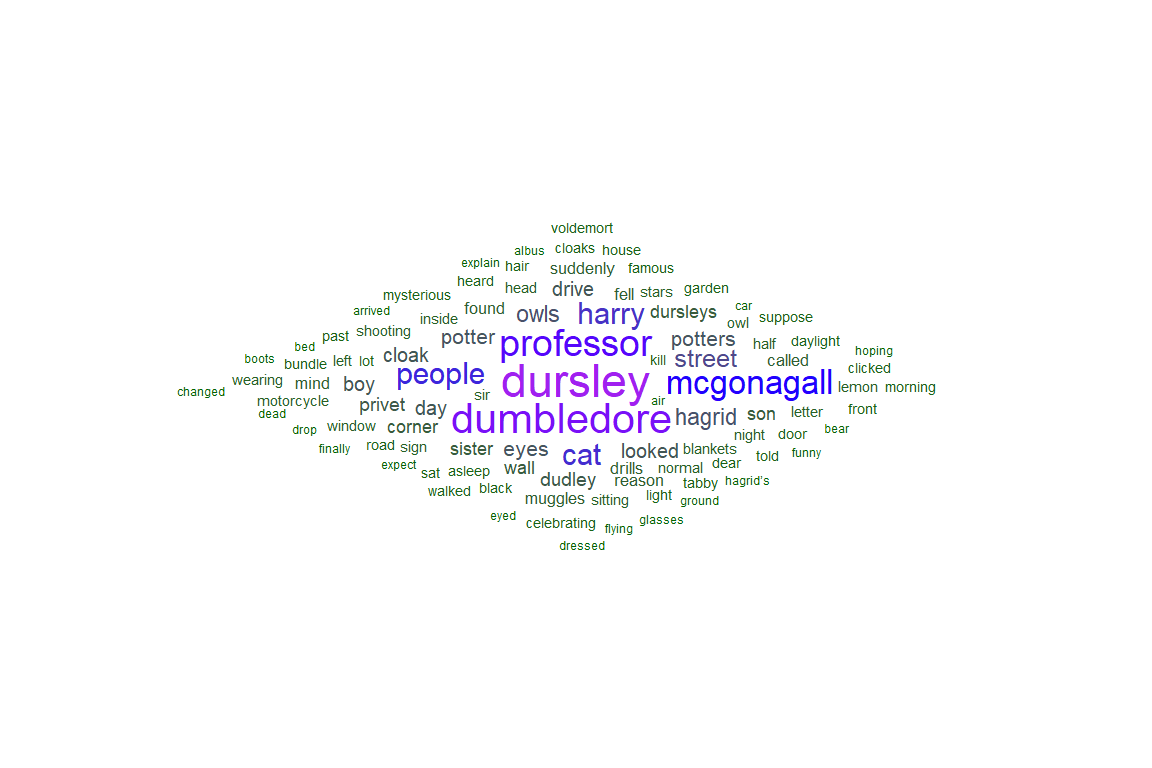 voldemort
albus cloaks house
explain hair suddenly famous
heard head drive fell stars garden
mysterious arrived inside found owls harry dursleys owl car suppose
bed past shooting potter professor potters half daylight hoping
boots bundle left lot cloak people kill street called clicked
changed wearing mind boy sir dursley air mcgonagall lemon morning
motorcycle dead privet day dumbledore hagrid son letter front
drop window corner night door bear
finally road sign sister eyes cat looked blankets told funny
expect sat asleep wall drills normal dear
walked black dudley reason tabby hagrid's
muggles sitting light ground
eyed celebrating flying glasses
dressed